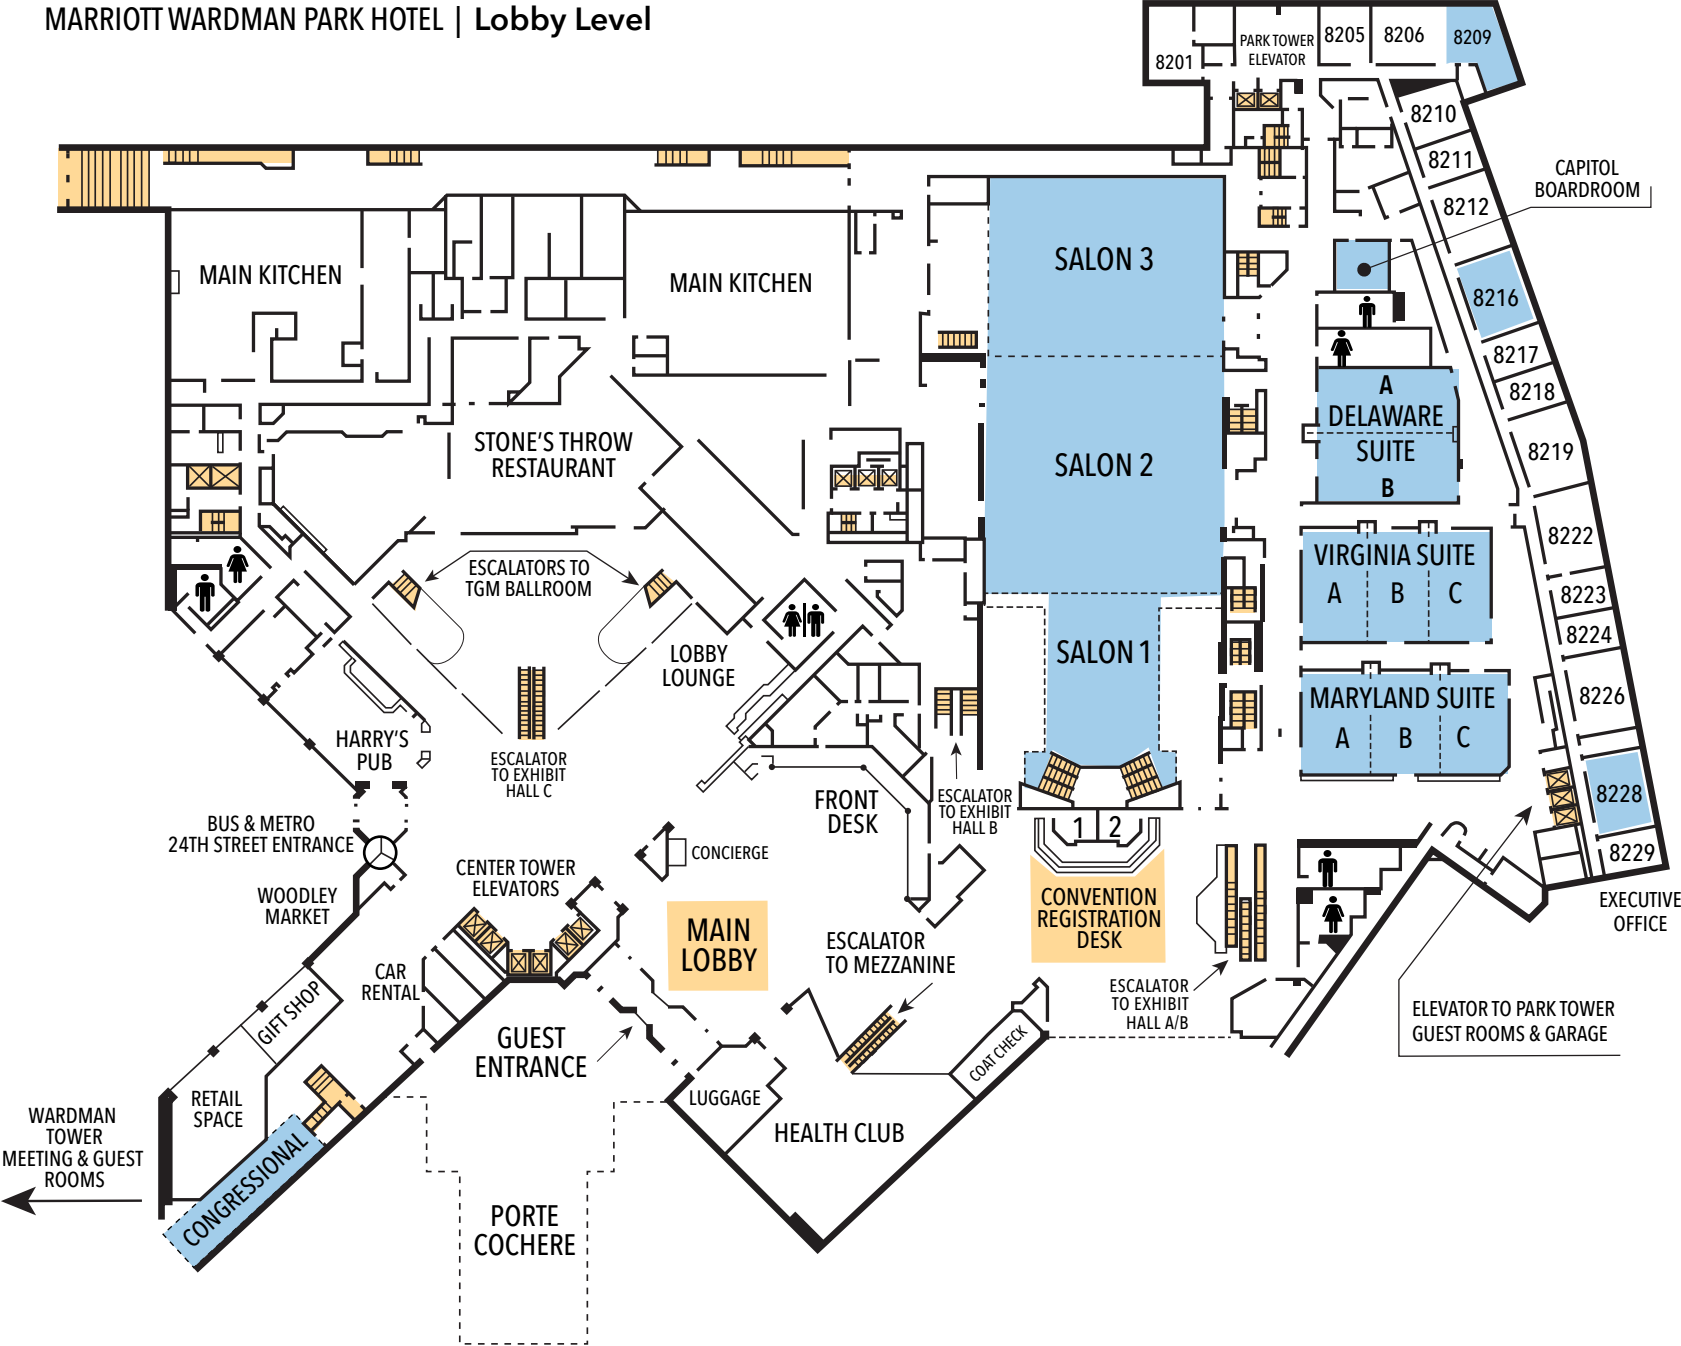 MARRIOTT WARDMAN PARK HOTEL | Lobby Level
8201
PARK TOWER
ELEVATOR
8205
8206
8209
8210
8211
8212
CAPITOL
BOARDROOM
8216
8217
8218
8219
8222
8223
8224
8226
8228
8229
EXECUTIVE
OFFICE
MAIN KITCHEN
MAIN KITCHEN
SALON 3
SALON 2
SALON 1
A
DELAWARE
SUITE
B
VIRGINIA SUITE
A B C
MARYLAND SUITE
A B C
STONE'S THROW
RESTAURANT
ESCALATORS TO
TGM BALLROOM
LOBBY
LOUNGE
HARRY'S
PUB
ESCALATOR
TO EXHIBIT
HALL C
FRONT
DESK
ESCALATOR
TO EXHIBIT
HALL B
1 2
BUS & METRO
24TH STREET ENTRANCE
CONCIERGE
CENTER TOWER
ELEVATORS
WOODLEY
MARKET
MAIN
LOBBY
CONVENTION
REGISTRATION
DESK
ESCALATOR
TO MEZZANINE
CAR
RENTAL
GIFT SHOP
ESCALATOR
TO EXHIBIT
HALL A/B
ELEVATOR TO PARK TOWER
GUEST ROOMS & GARAGE
GUEST
ENTRANCE
COAT CHECK
RETAIL
SPACE
LUGGAGE
HEALTH CLUB
WARDMAN
TOWER
MEETING & GUEST
ROOMS
CONGRESSIONAL
PORTE
COCHERE